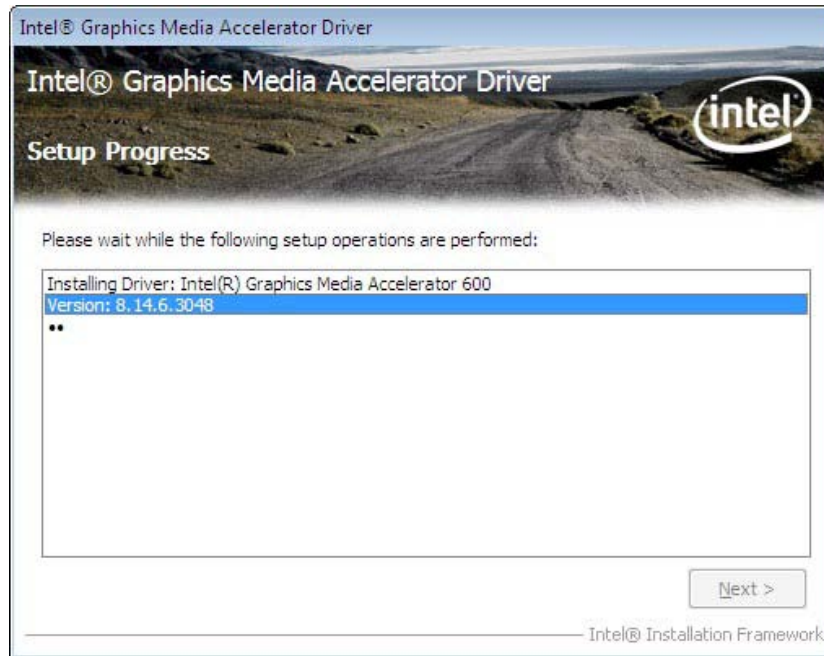 Intel® Graphics Media Accelerator Driver
Intel® Graphics Media Accelerator Driver
intel
Setup Progress
Please wait while the following setup operations are performed:
Installing Driver: Intel(R) Graphics Media Accelerator 600
Version: 8.14.6.3048
••
Next >
Intel® Installation Framework